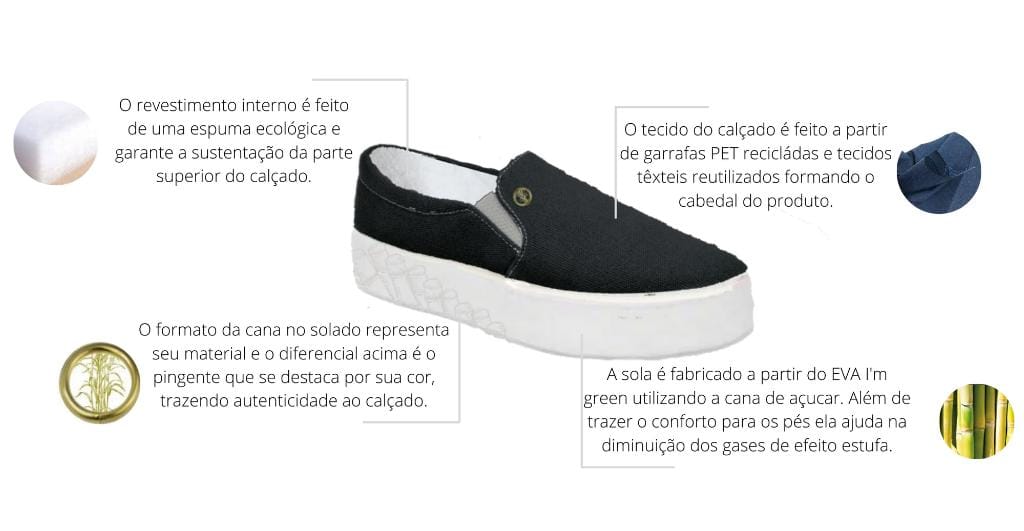 O revestimento interno é feito
de uma espuma ecológica e
garante a sustentação da parte
superior do calçado.
O tecido do calçado é feito a partir
de garrafas PET recicládas e tecidos
têxteis reutilizados formando o
cabedal do produto.
O formato da cana no solado representa
seu material e o diferencial acima é o
pingente que se destaca por sua cor,
trazendo autenticidade ao calçado.
A sola é fabricado a partir do EVA I'm
green utilizando a cana de açucar. Além de
trazer o conforto para os pés ela ajuda na
diminuição dos gases de efeito estufa.